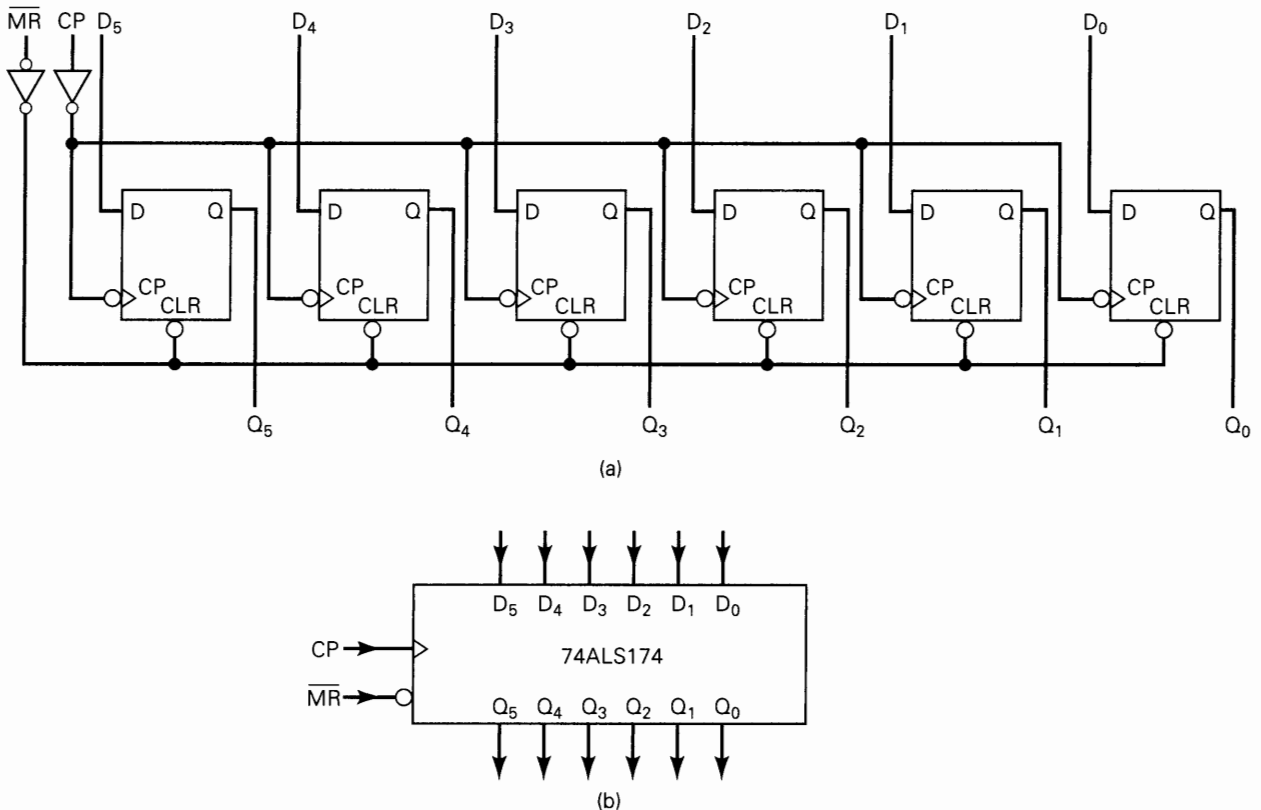 M̅R̅ CP D₅ D₄ D₃ D₂ D₁ D₀
D Q D Q D Q D Q D Q D Q
CP CP CP CP CP CP
CLR CLR CLR CLR CLR CLR
Q₅ Q₄ Q₃ Q₂ Q₁ Q₀
(a)
D₅ D₄ D₃ D₂ D₁ D₀
CP 74ALS174
M̅R̅ Q₅ Q₄ Q₃ Q₂ Q₁ Q₀
(b)